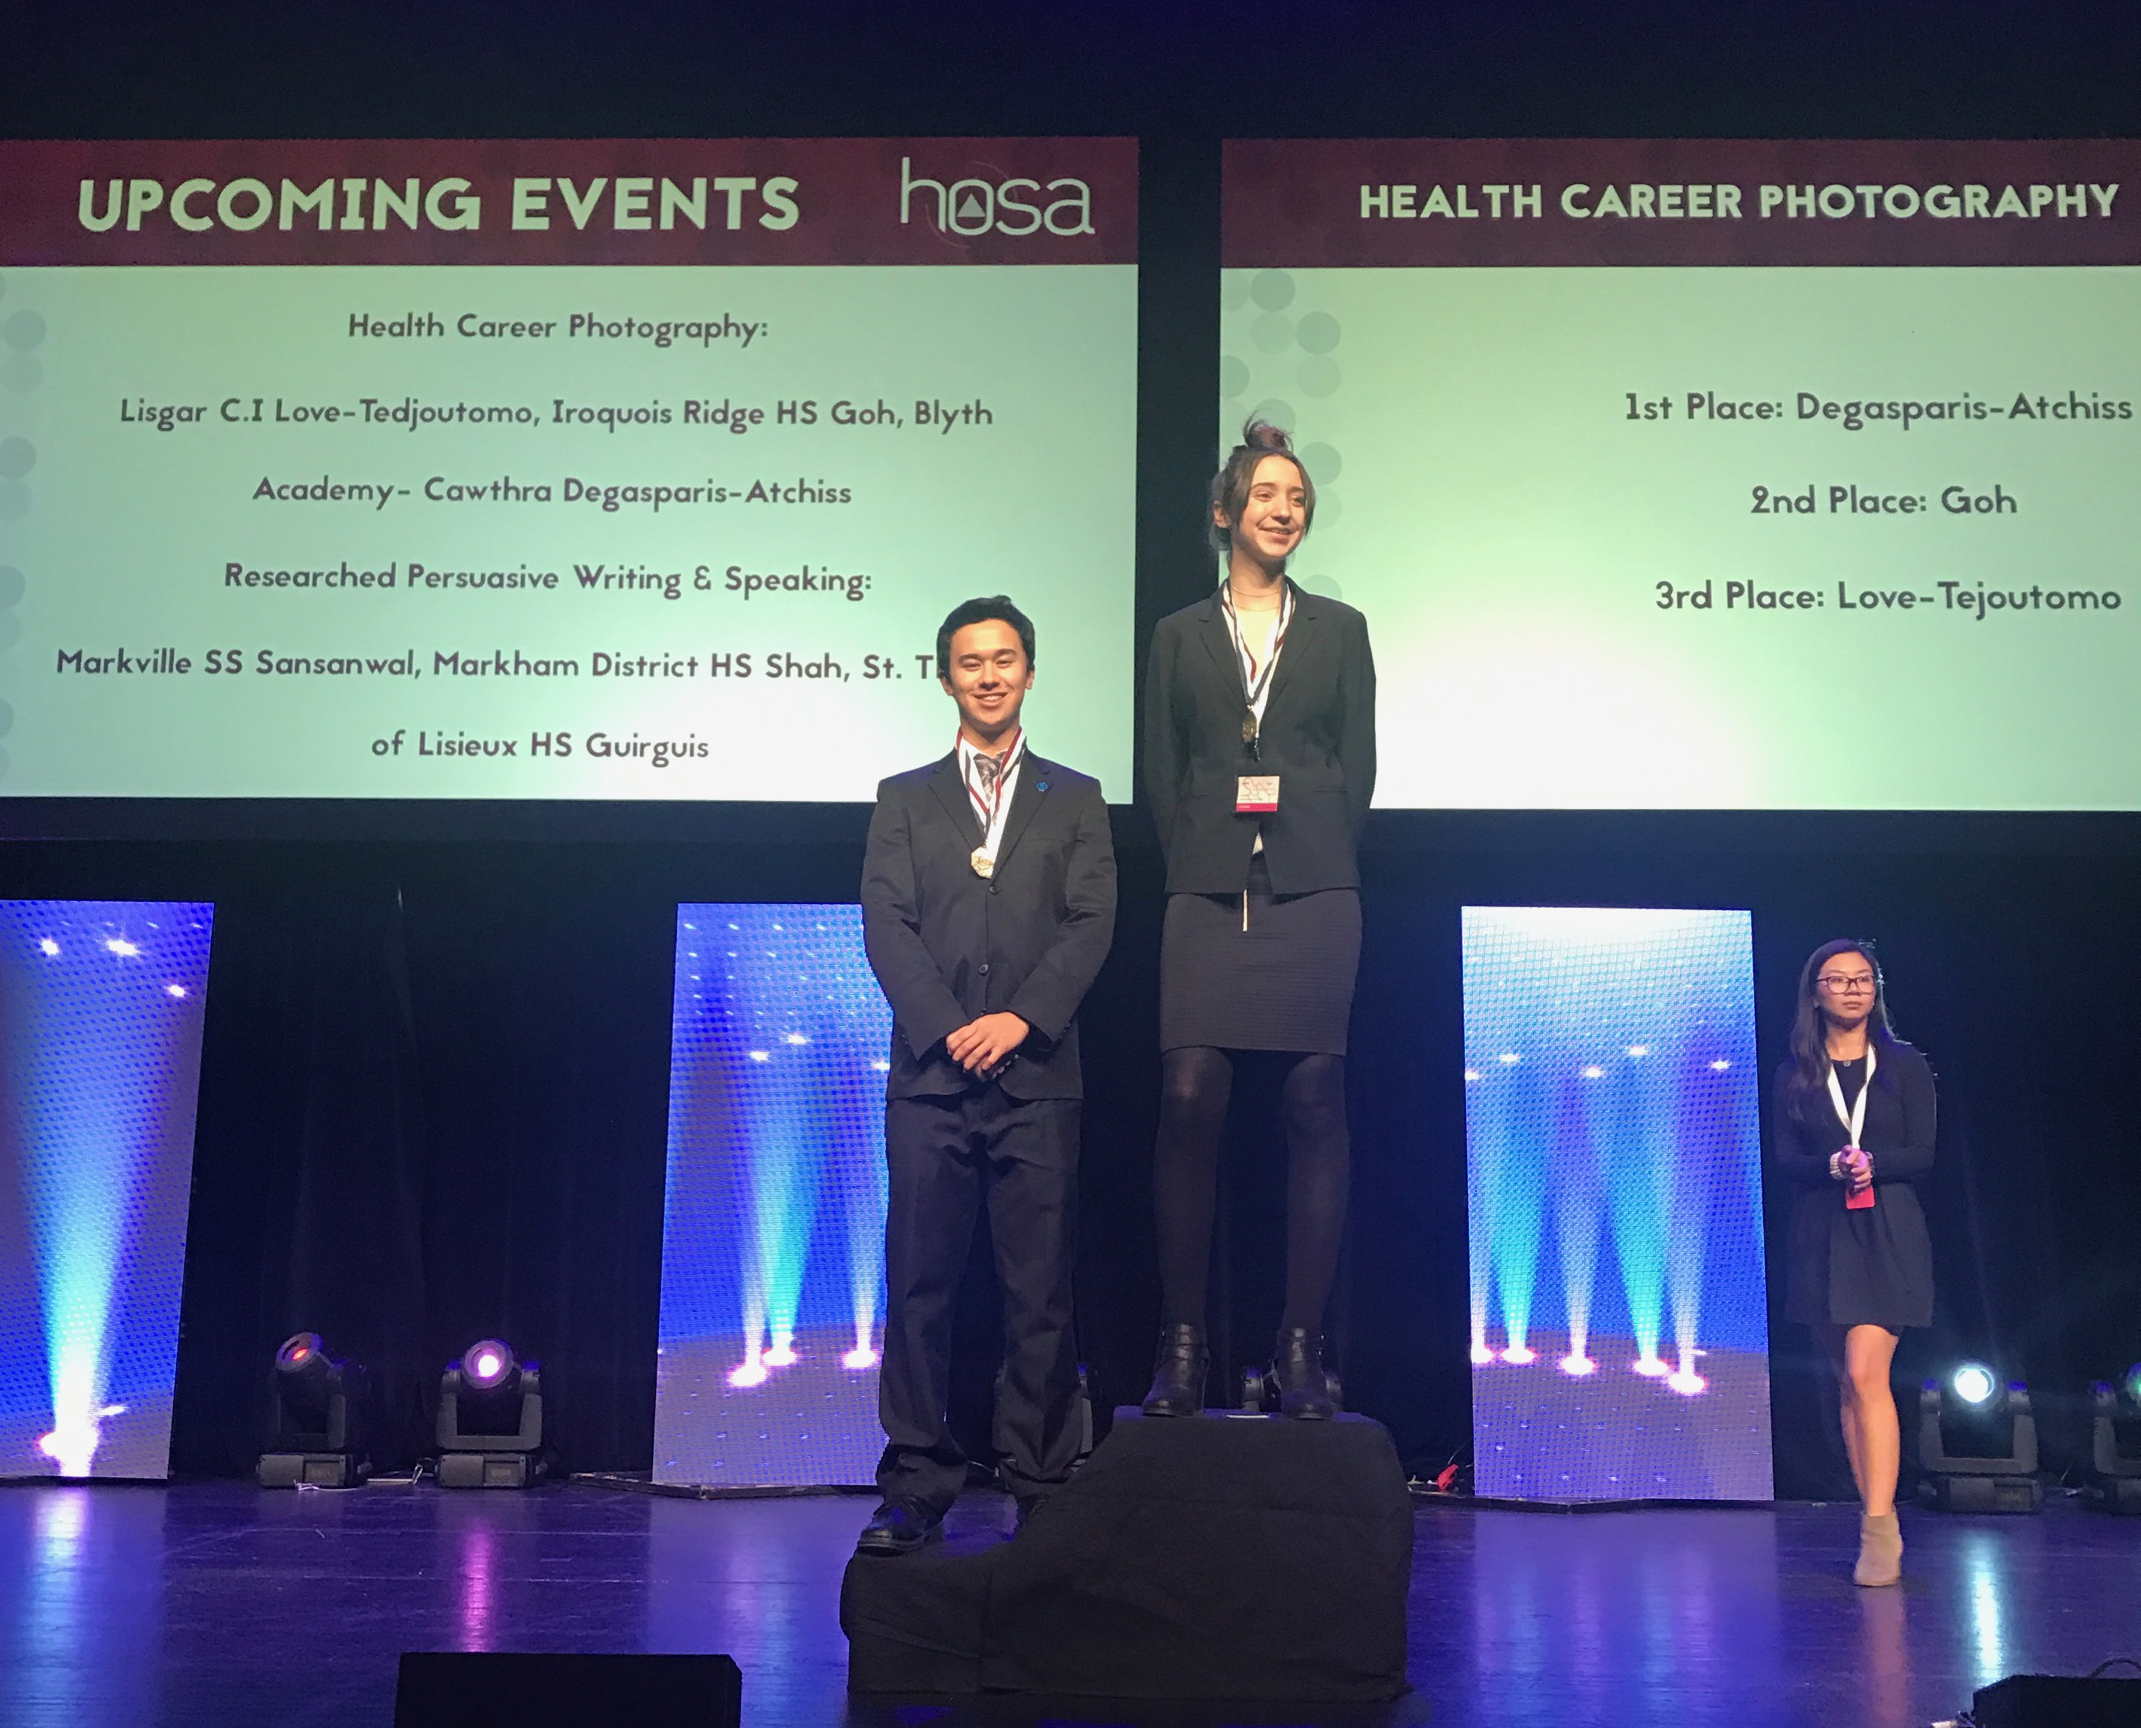 UPCOMING EVENTS
hosa
Health Career Photography:
Lisgar C.I Love-Tedjoutomo, Iroquois Ridge HS Goh, Blyth
Academy- Cawthra Degasparis-Atchiss
Researched Persuasive Writing & Speaking:
Markville SS Sansanwal, Markham District HS Shah, St.
of Lisieux HS Guirguis
HEALTH CAREER PHOTOGRAPHY
1st Place: Degasparis-Atchiss
2nd Place: Goh
3rd Place: Love-Tejoutomo